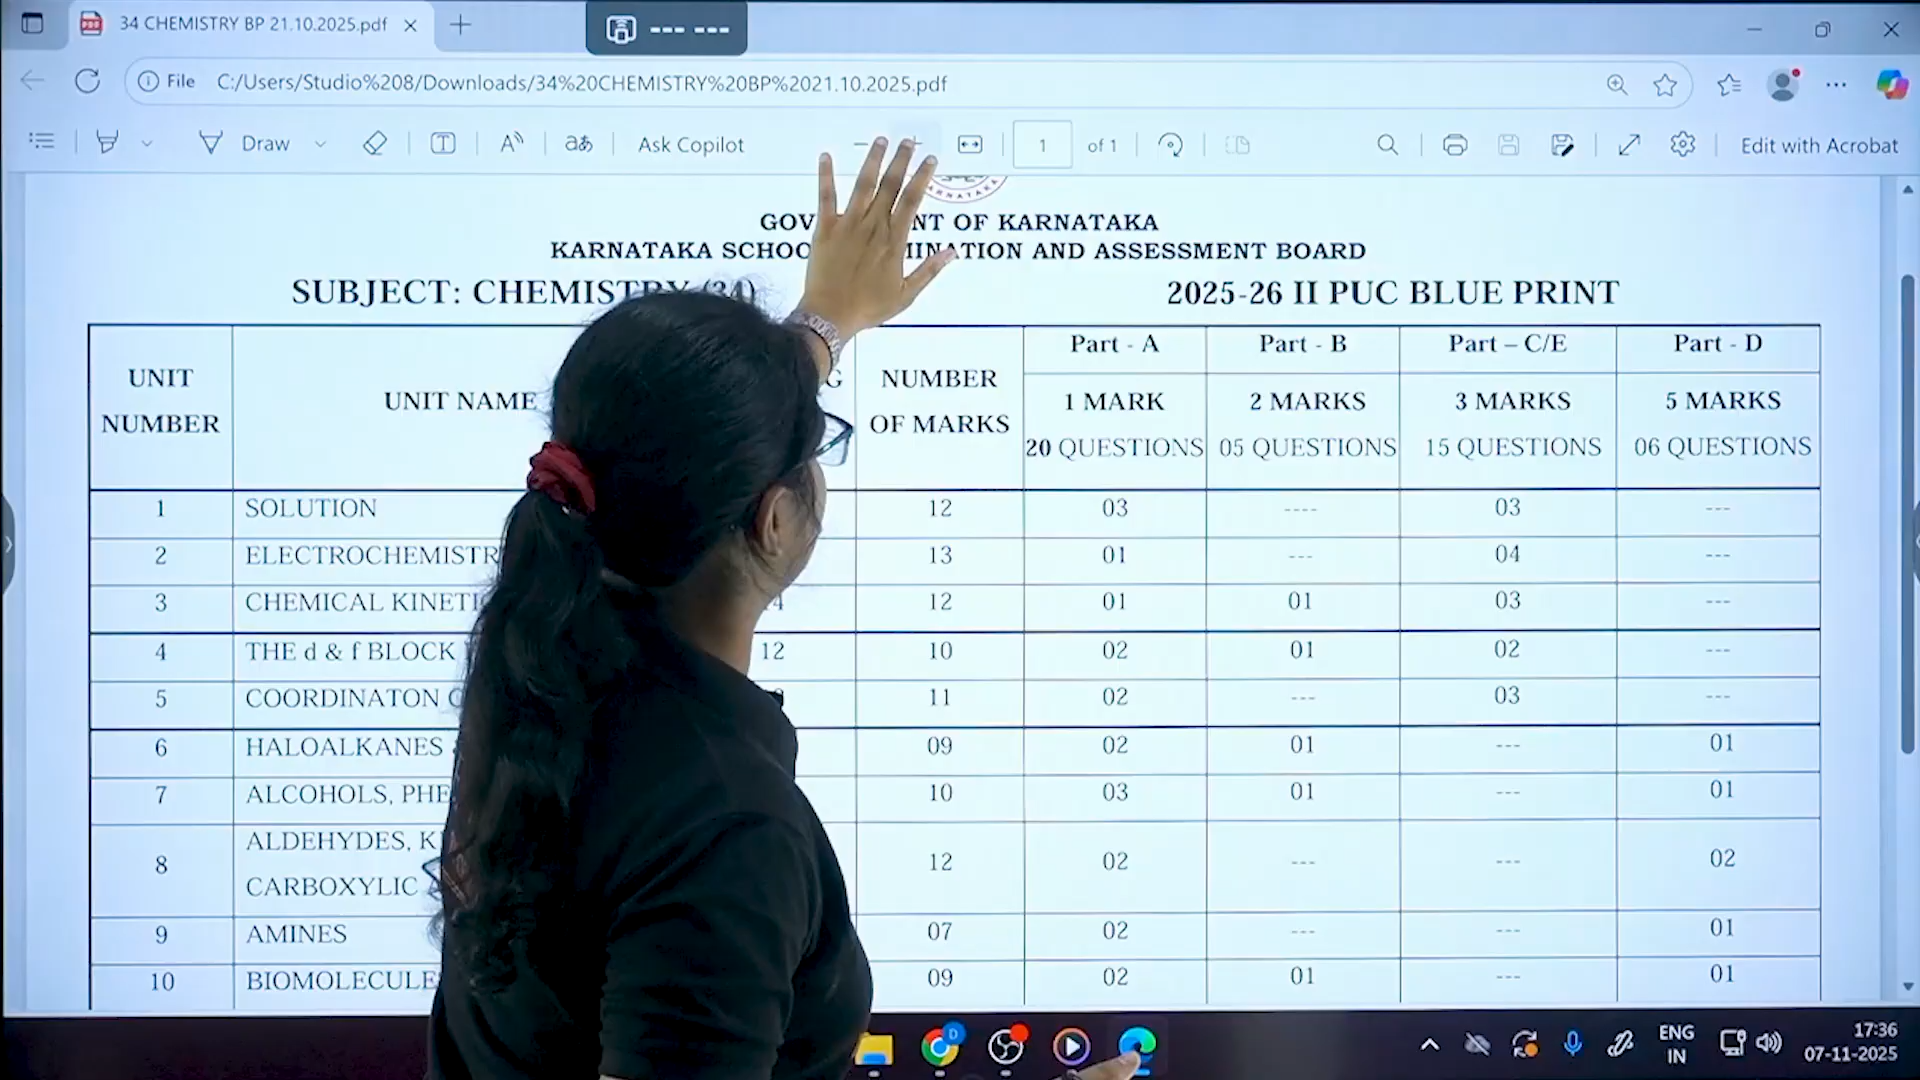 34 CHEMISTRY BP 21.10.2025.pdf
File C:/Users/Studio%208/Downloads/34%20CHEMISTRY%20BP%2021.10.2025.pdf
Draw aあ Ask Copilot 1 of 1 Edit with Acrobat
KARNATAKA
NT OF KARNATAKA
KARNATAKA AND ASSESSMENT BOARD
SUBJECT: CHEMISTRY (34) 2025-26 II PUC BLUE PRINT
UNIT NUMBER UNIT NAME NUMBER OF MARKS Part - A Part - B Part – C/E Part - D
1 MARK 2 MARKS 3 MARKS 5 MARKS
20 QUESTIONS 05 QUESTIONS 15 QUESTIONS 06 QUESTIONS
1 SOLUTION 12 03 ---- 03 ---
2 ELECTROCHEMISTR 13 01 --- 04 ---
3 CHEMICAL KINETI 12 01 01 03 ---
4 THE d & f BLOCK 12 10 02 01 02 ---
5 COORDINATON 11 02 --- 03 ---
6 HALOALKANES 09 02 01 --- 01
7 ALCOHOLS, PHE 10 03 01 --- 01
8 ALDEHYDES, K 12 02 --- --- 02
CARBOXYLIC
9 AMINES 07 02 --- --- 01
10 BIOMOLECULE 09 02 01 --- 01
ENG
IN
17:36
07-11-2025